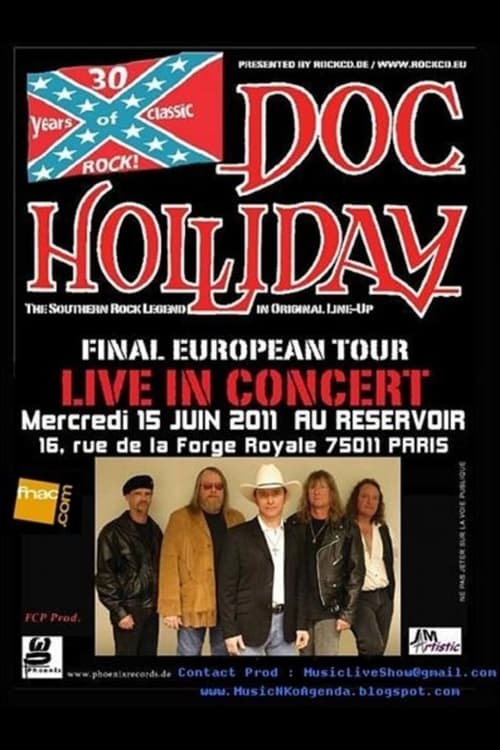 PRESENTED BY ROCKCD.DE / WWW.ROCKCD.EU
30
Years of Classic
ROCK!
DOC
HOLLIDAY
THE SOUTHERN ROCK LEGEND IN ORIGINAL LINE-UP
FINAL EUROPEAN TOUR
LIVE IN CONCERT
Mercredi 15 JUIN 2011 AU RESERVOIR
16, rue de la Forge Royale 75011 PARIS
fnac.com
NE PAS JETER SUR LA VOIE PUBLIQUE
FCP Prod.
Phoenix
www.phoenixrecords.de
AM
Artistic
Contact Prod : MusicLiveShow@gmail.com
www.MusicNKoAgenda.blogspot.com